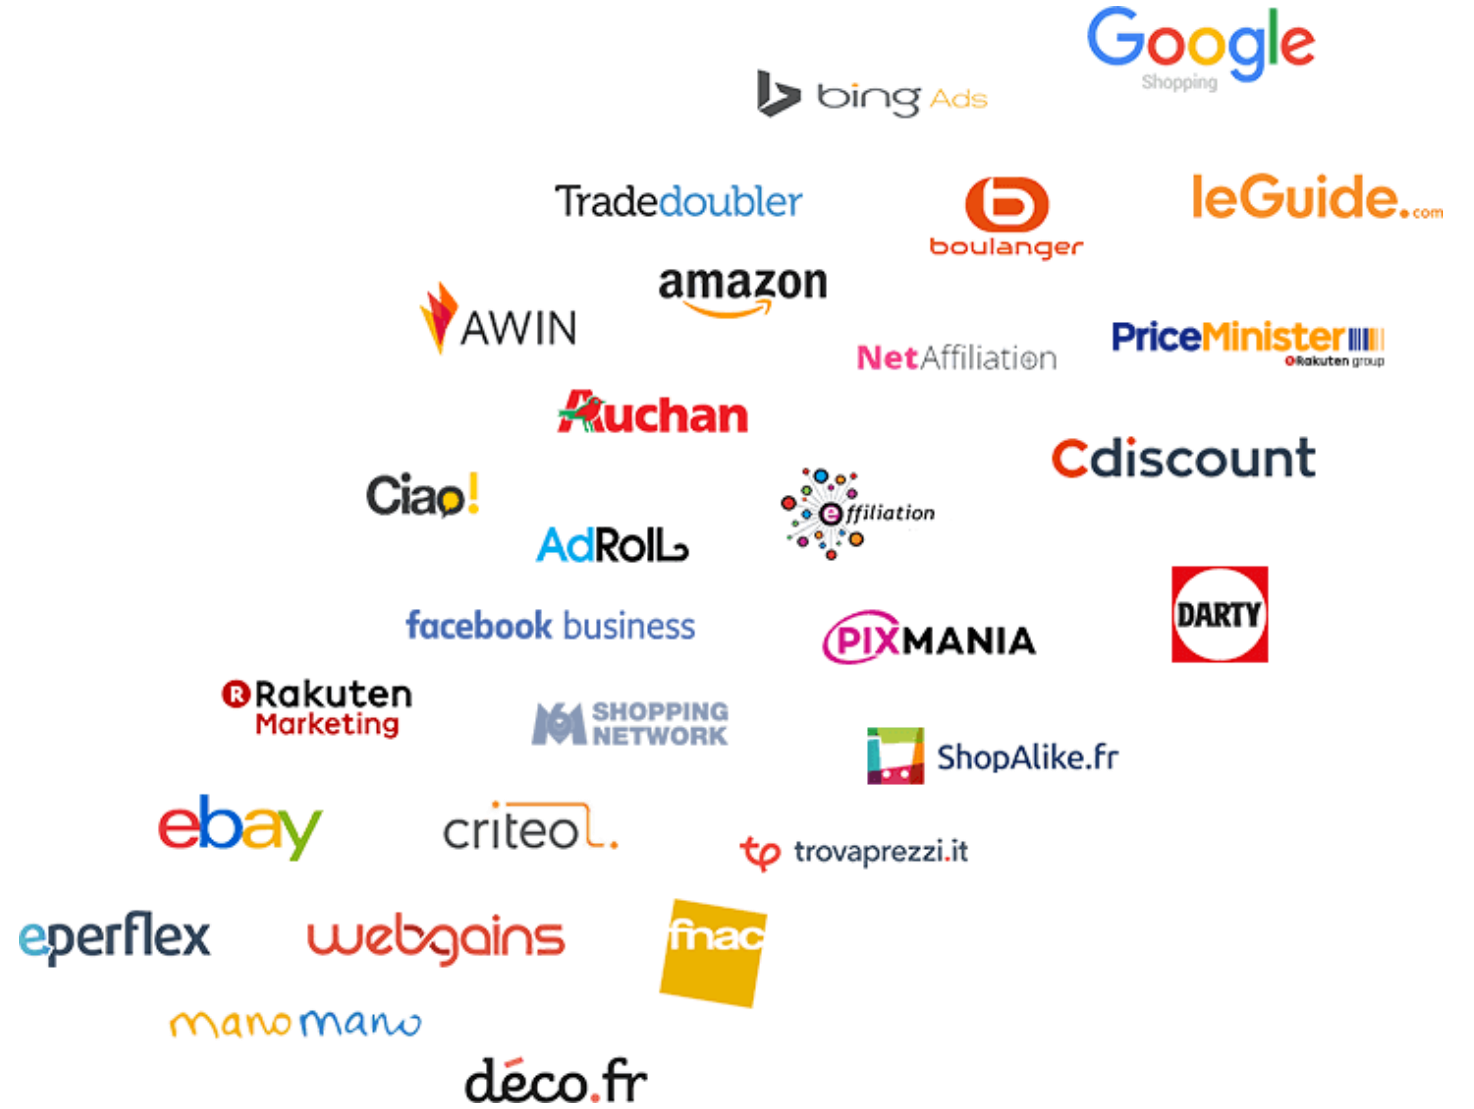 Google
Shopping
bing Ads
Tradedoubler
boulanger
leGuide.com
amazon
AWIN
NetAffiliation
PriceMinister
Rakuten group
Auchan
Cdiscount
Ciao!
effiliation
AdRoll
DARTY
facebook business
PIXMANIA
R Rakuten
Marketing
M6 SHOPPING
NETWORK
ShopAlike.fr
ebay
criteo
tp trovaprezzi.it
eperflex
webgains
fnac
manomano
déco.fr